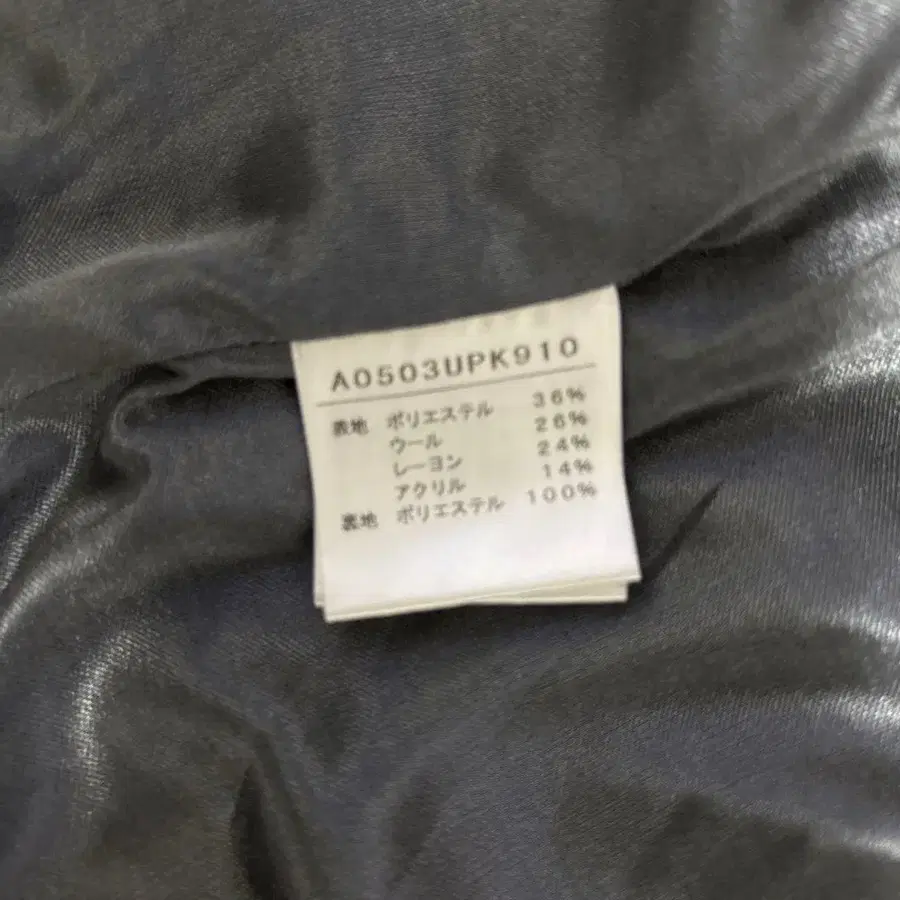 A0503UPK910
表地 ポリエステル 36%
ウール 26%
レーヨン 24%
アクリル 14%
裏地 ポリエステル 100%